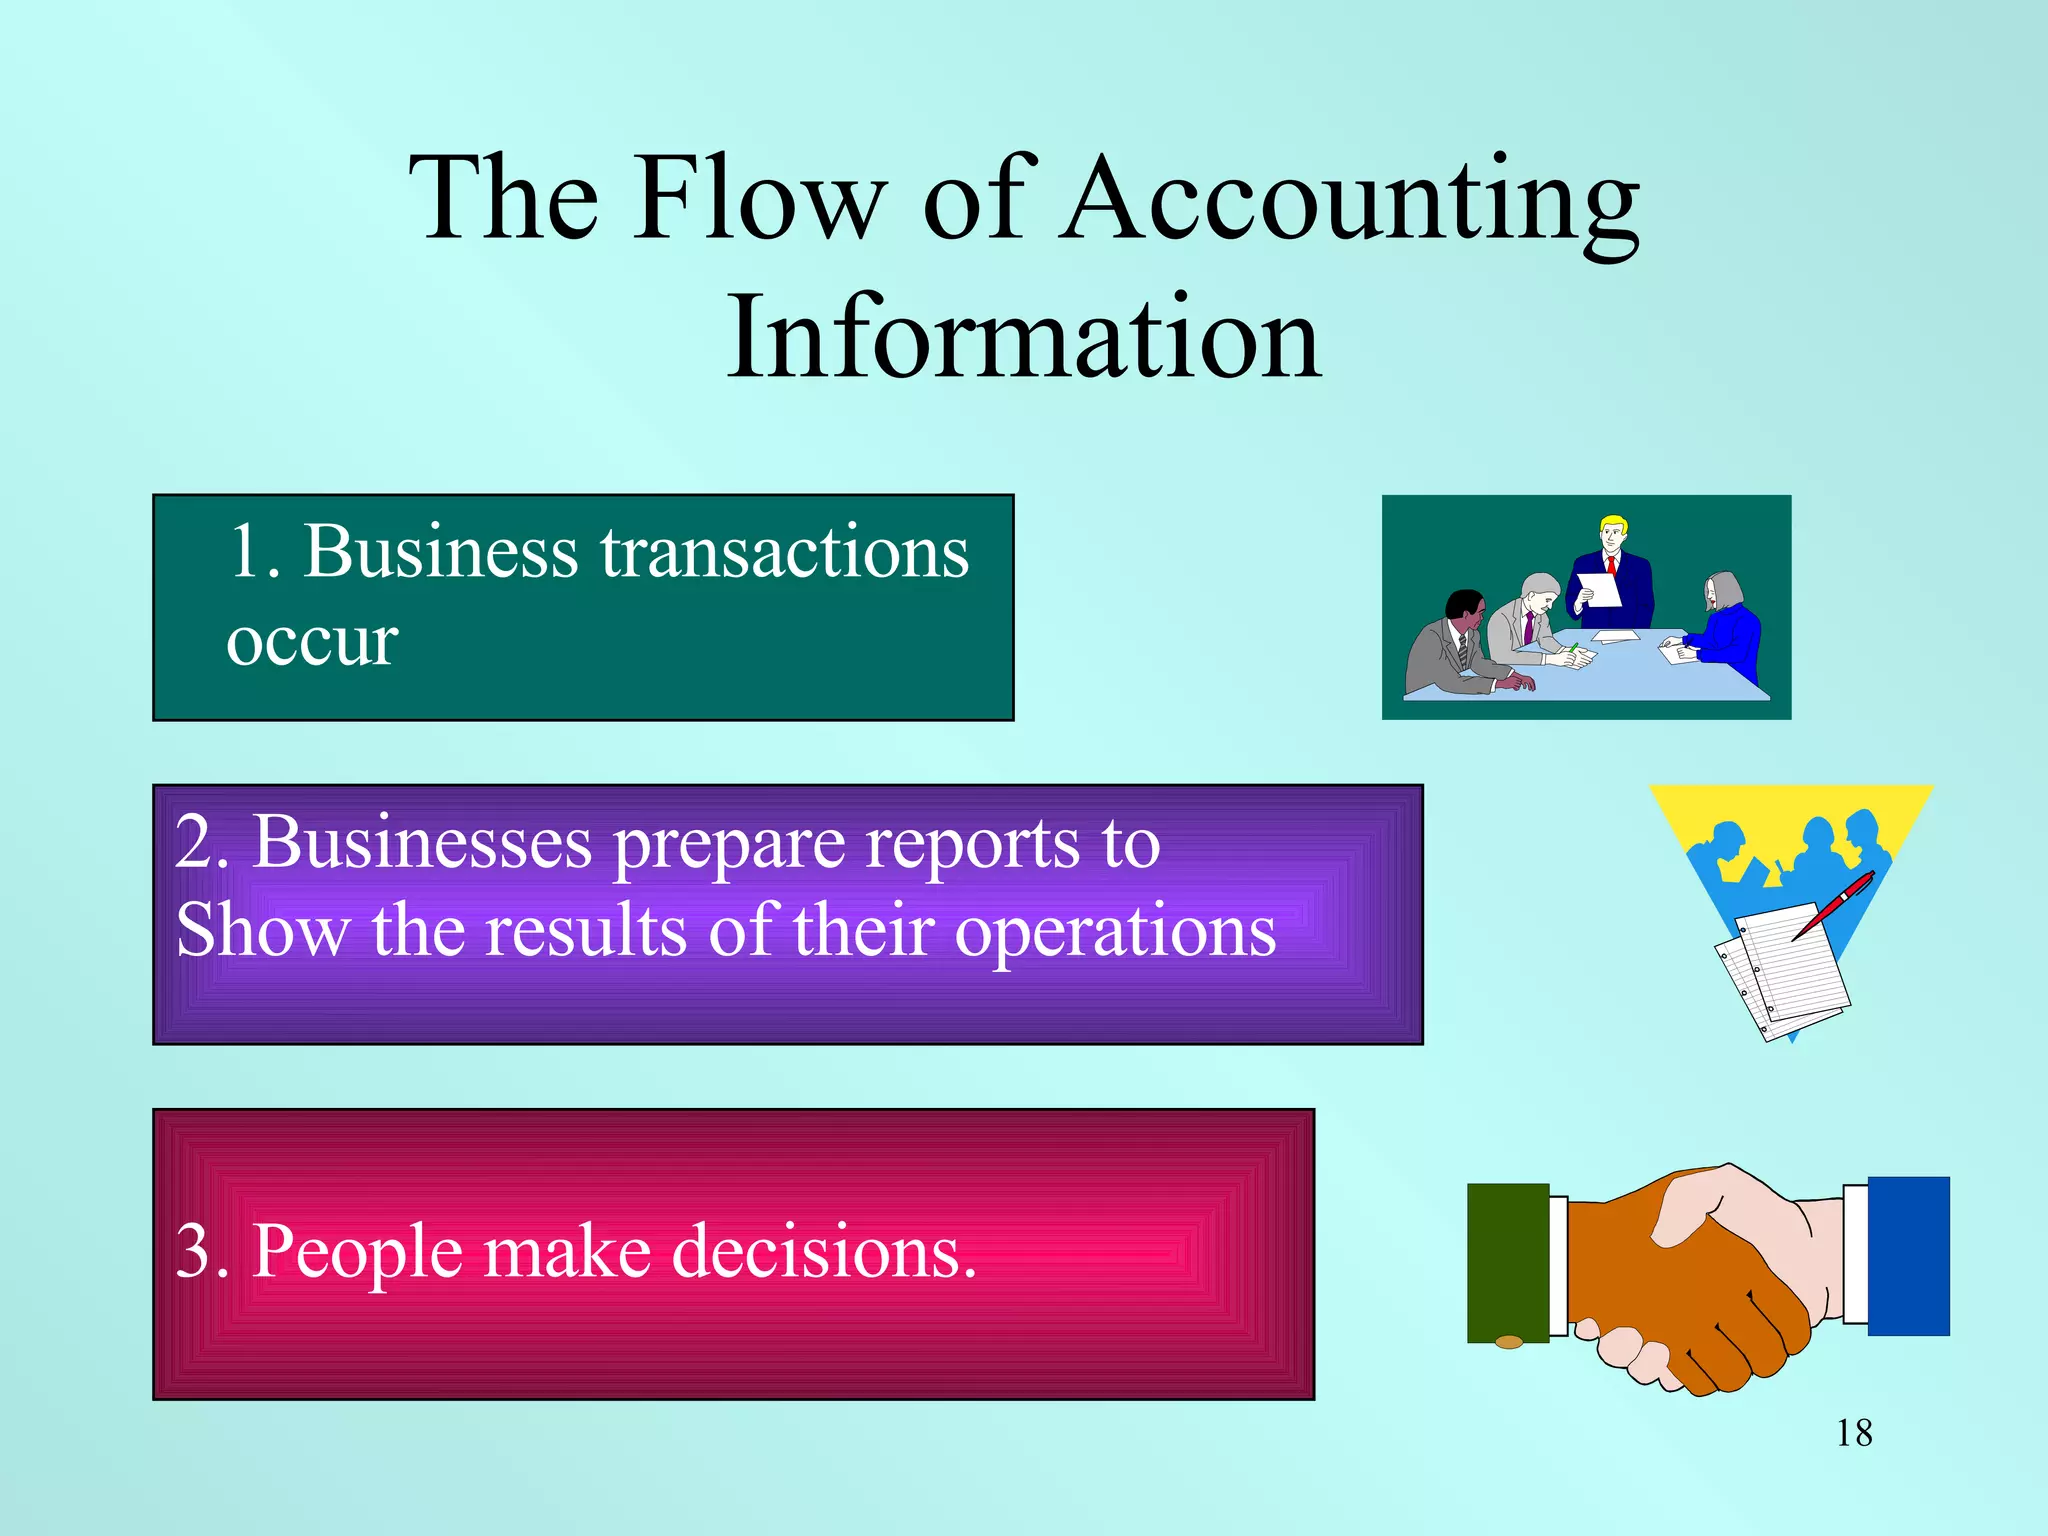 The Flow of Accounting
Information
1. Business transactions
occur
2. Businesses prepare reports to
Show the results of their operations
3. People make decisions.
18